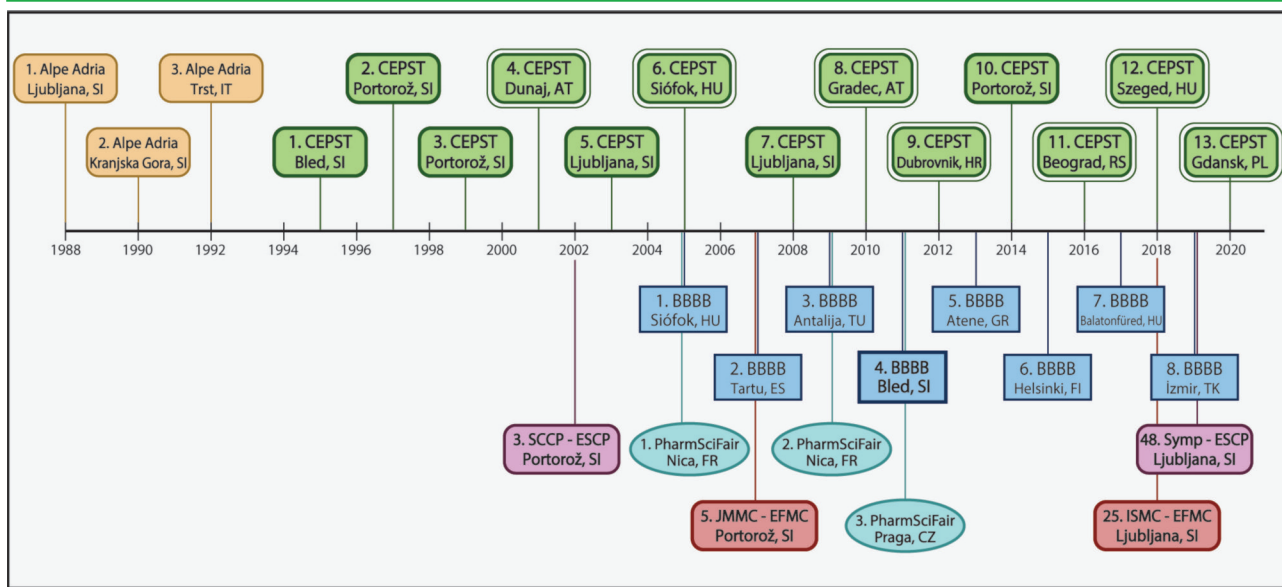 1. Alpe Adria
Ljubljana, SI
3. Alpe Adria
Trst, IT
2. CEPST
Portorož, SI
4. CEPST
Dunaj, AT
6. CEPST
Siófok, HU
8. CEPST
Gradec, AT
10. CEPST
Portorož, SI
12. CEPST
Szeged, HU
2. Alpe Adria
Kranjska Gora, SI
1. CEPST
Bled, SI
3. CEPST
Portorož, SI
5. CEPST
Ljubljana, SI
7. CEPST
Ljubljana, SI
9. CEPST
Dubrovnik, HR
11. CEPST
Beograd, RS
13. CEPST
Gdansk, PL
1988 1990 1992 1994 1996 1998 2000 2002 2004 2006 2008 2010 2012 2014 2016 2018 2020
1. BBBB
Siófok, HU
3. BBBB
Antalija, TU
5. BBBB
Atene, GR
7. BBBB
Balatonfüred, HU
2. BBBB
Tartu, ES
4. BBBB
Bled, SI
6. BBBB
Helsinki, FI
8. BBBB
İzmir, TK
3. SCCP - ESCP
Portorož, SI
1. PharmSciFair
Nica, FR
2. PharmSciFair
Nica, FR
48. Symp - ESCP
Ljubljana, SI
5. JMMC - EFMC
Portorož, SI
3. PharmSciFair
Praga, CZ
25. ISMC - EFMC
Ljubljana, SI